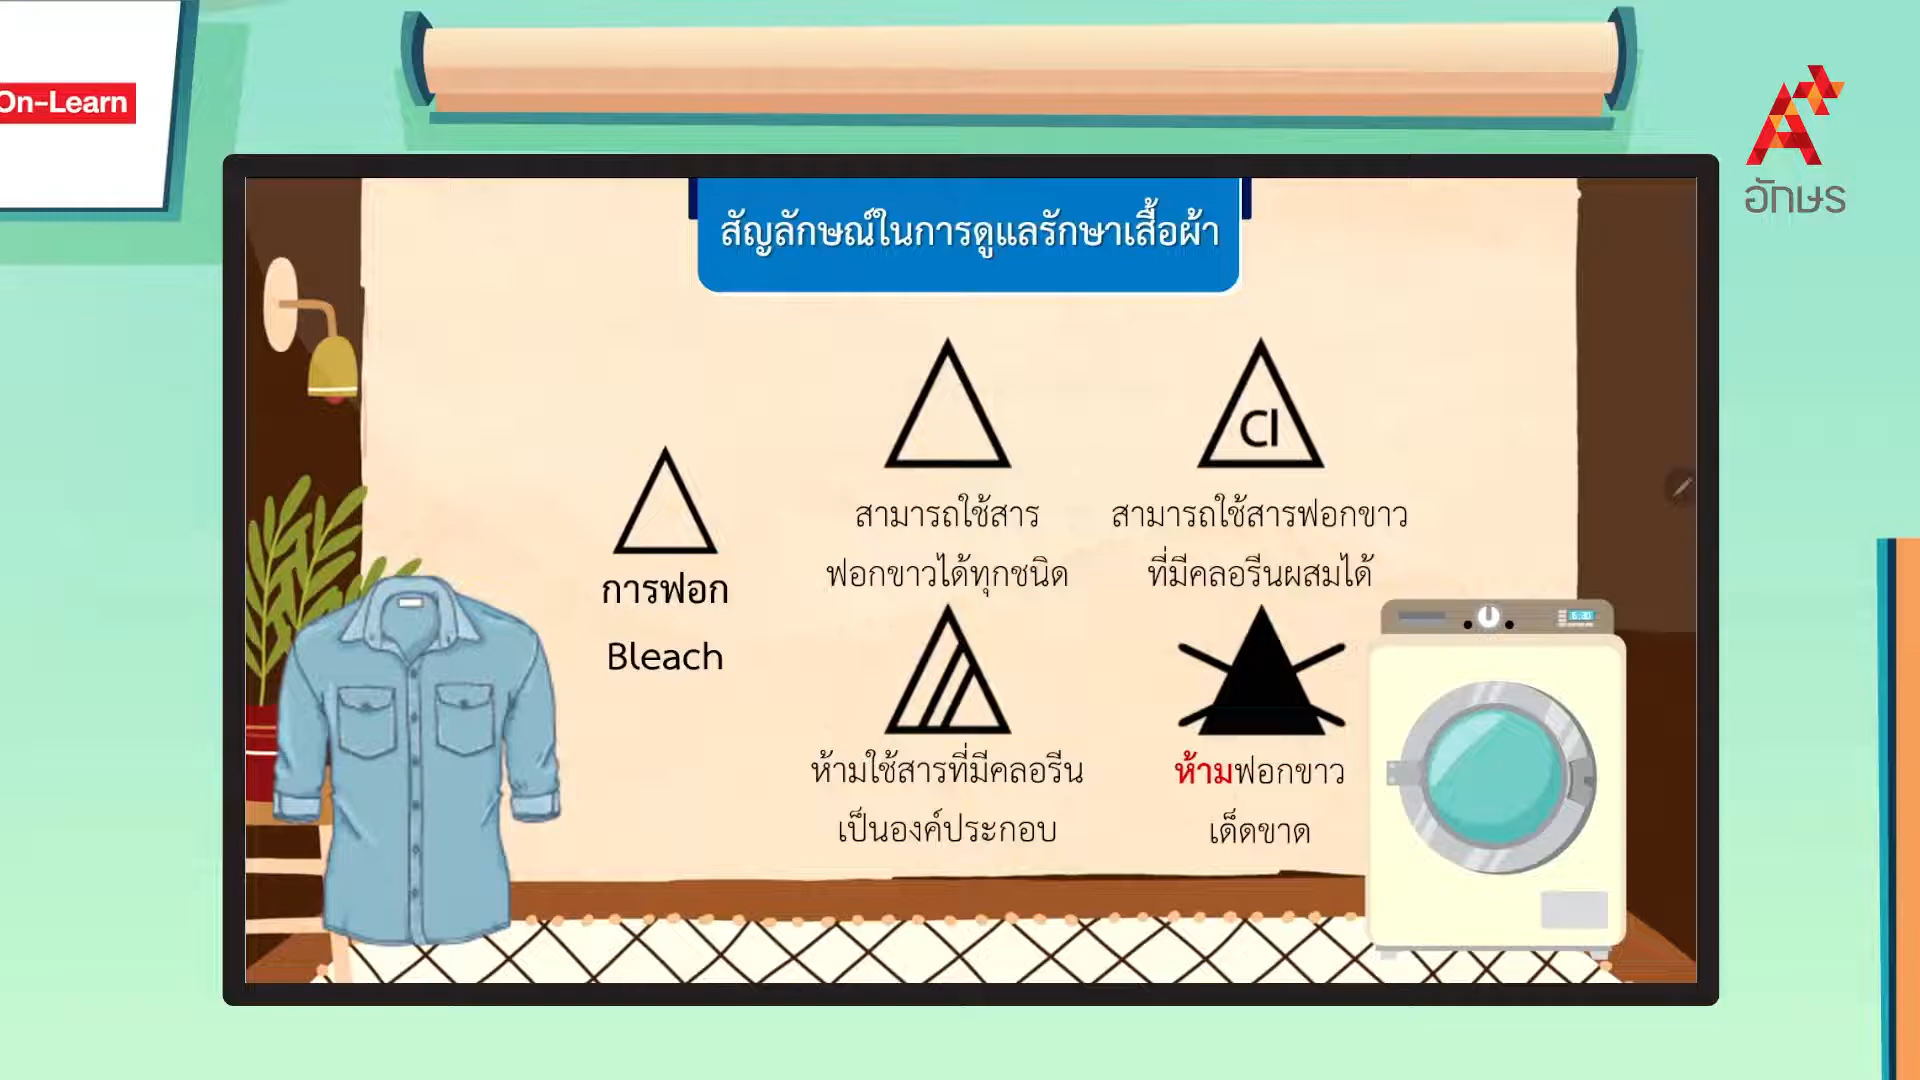 On-Learn
อักษร
สัญลักษณ์ในการดูแลรักษาเสื้อผ้า
Cl
สามารถใช้สาร
ฟอกขาวได้ทุกชนิด
สามารถใช้สารฟอกขาว
ที่มีคลอรีนผสมได้
การฟอก
Bleach
ห้ามใช้สารที่มีคลอรีน
เป็นองค์ประกอบ
ห้ามฟอกขาว
เด็ดขาด